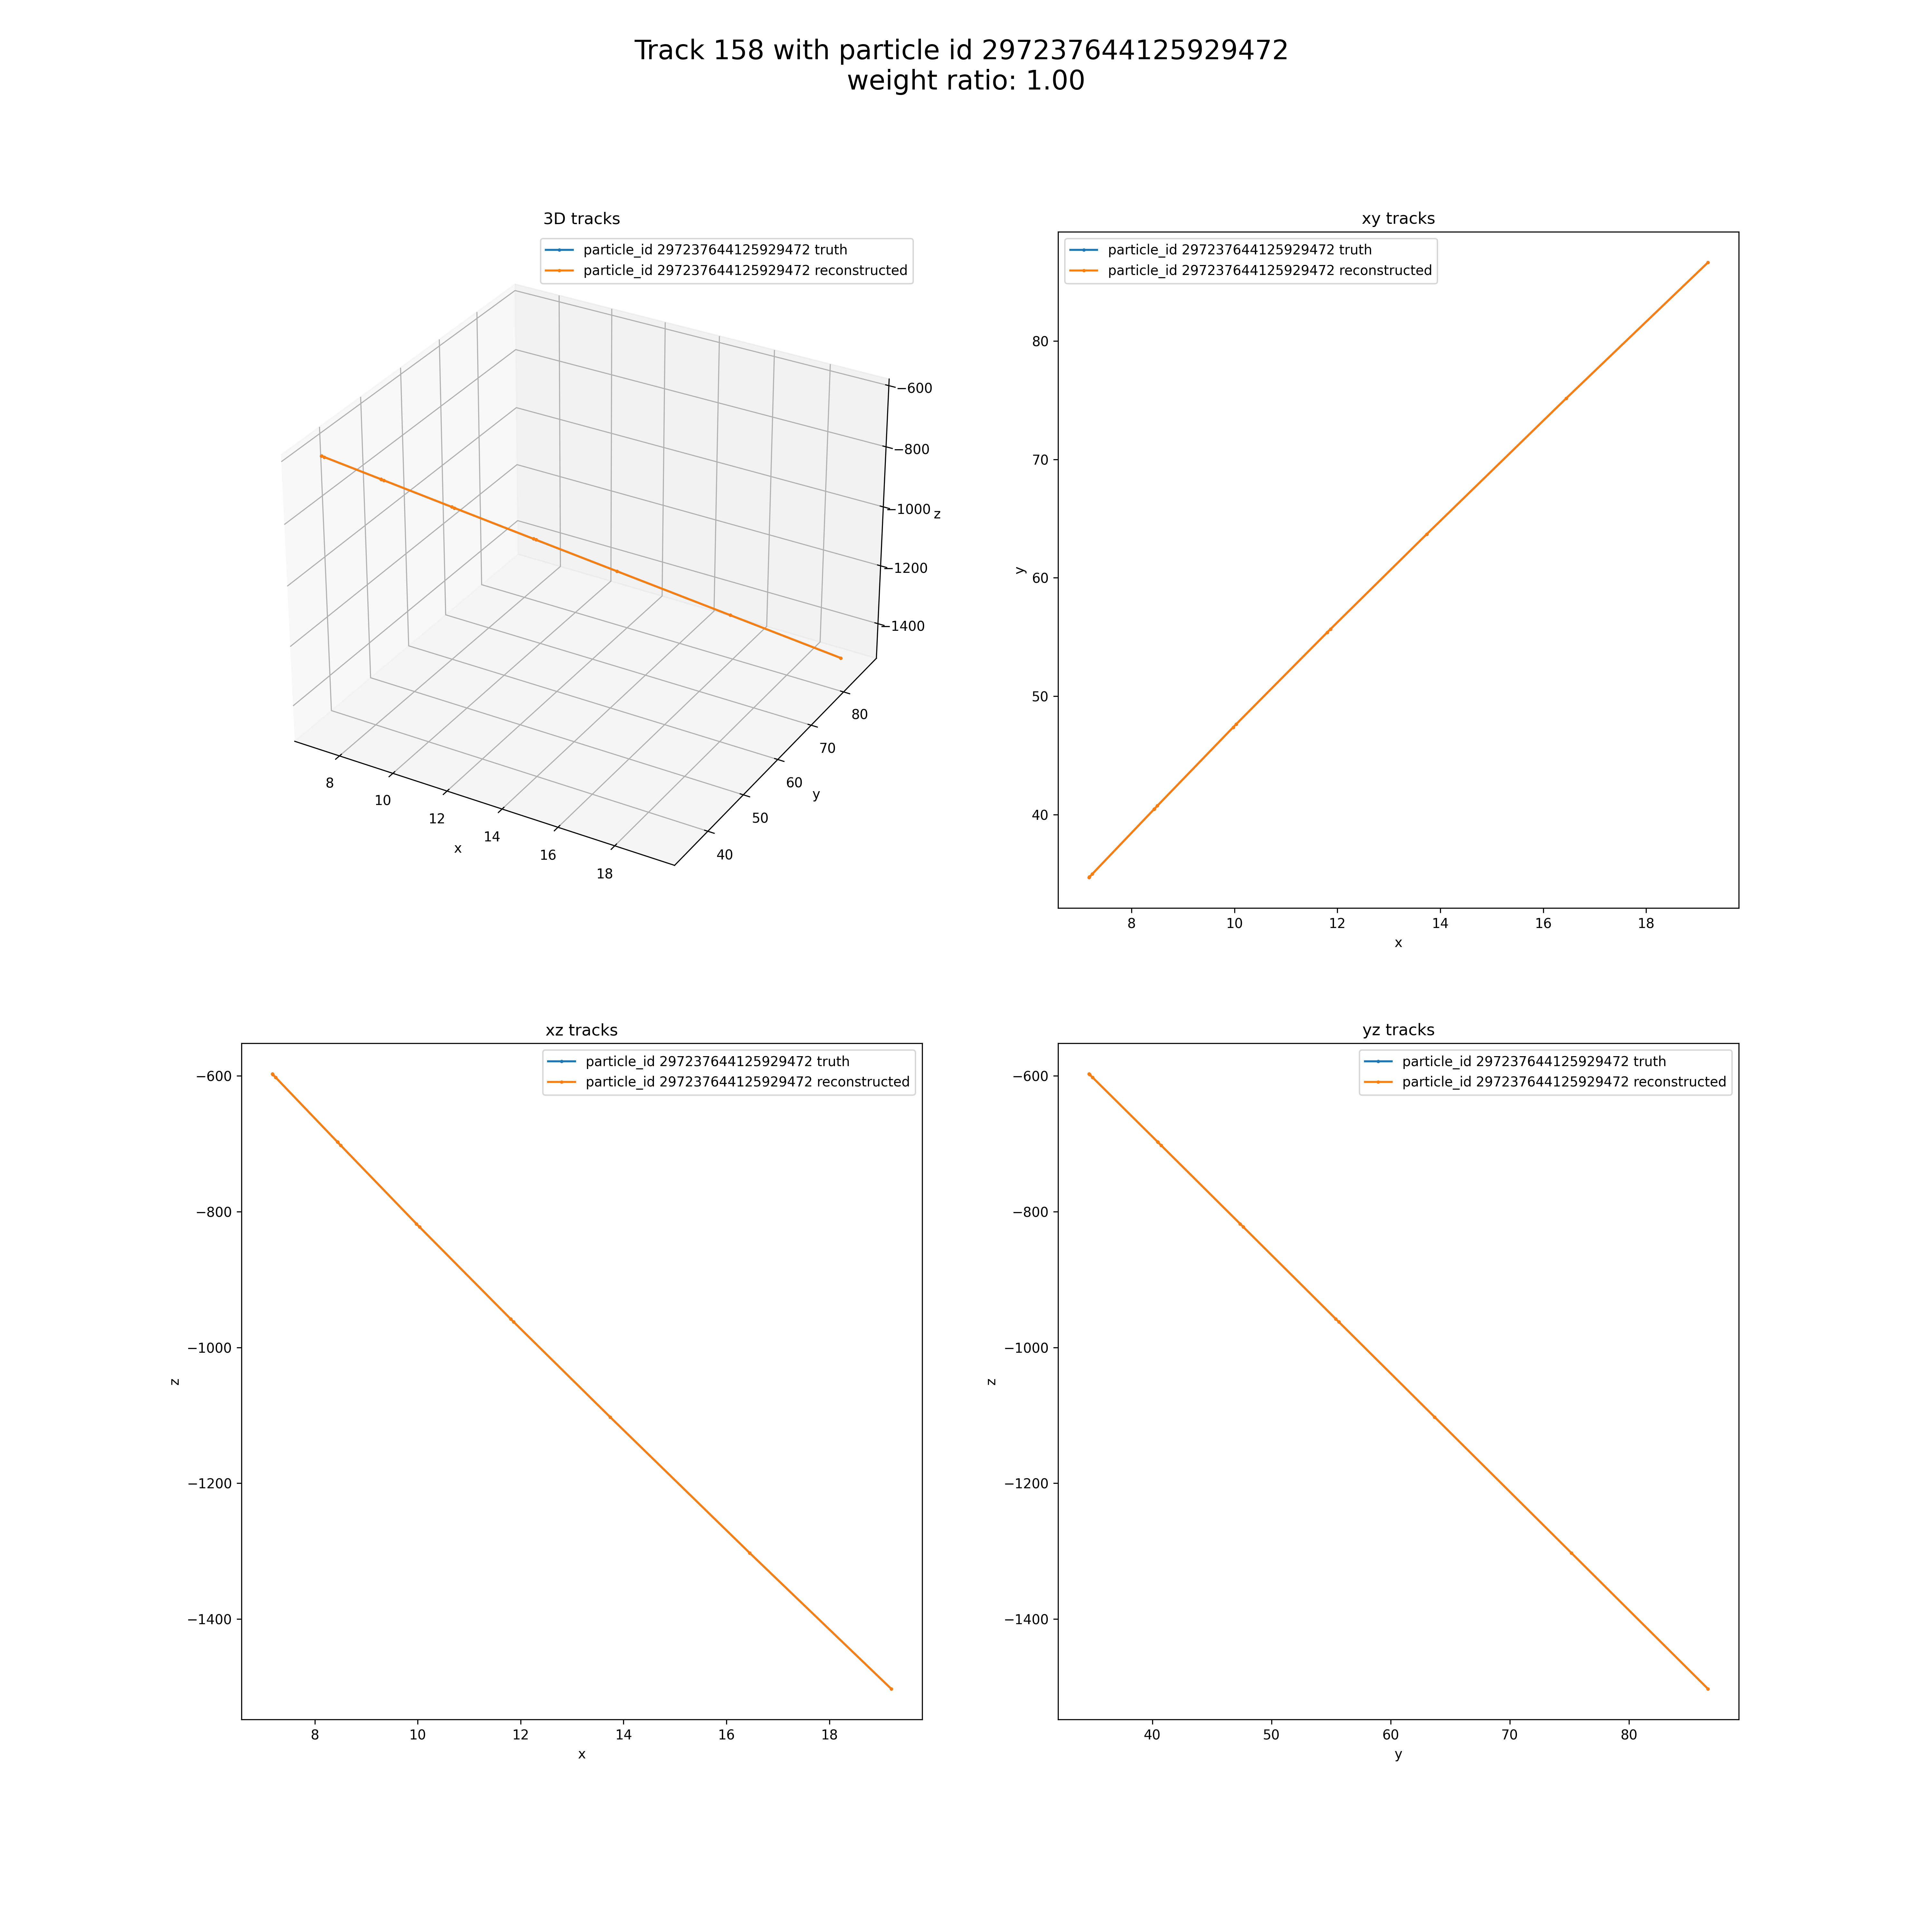 Track 158 with particle id 297237644125929472
weight ratio: 1.00
3D tracks
particle_id 297237644125929472 truth
particle_id 297237644125929472 reconstructed
−600
−800
−1000
−1200
−1400
z
80
70
60
50
40
y
8
10
12
14
16
18
x
xy tracks
particle_id 297237644125929472 truth
particle_id 297237644125929472 reconstructed
80
70
60
50
40
y
8 10 12 14 16 18
x
xz tracks
particle_id 297237644125929472 truth
particle_id 297237644125929472 reconstructed
−600
−800
−1000
−1200
−1400
z
8 10 12 14 16 18
x
yz tracks
particle_id 297237644125929472 truth
particle_id 297237644125929472 reconstructed
−600
−800
−1000
−1200
−1400
z
40 50 60 70 80
y